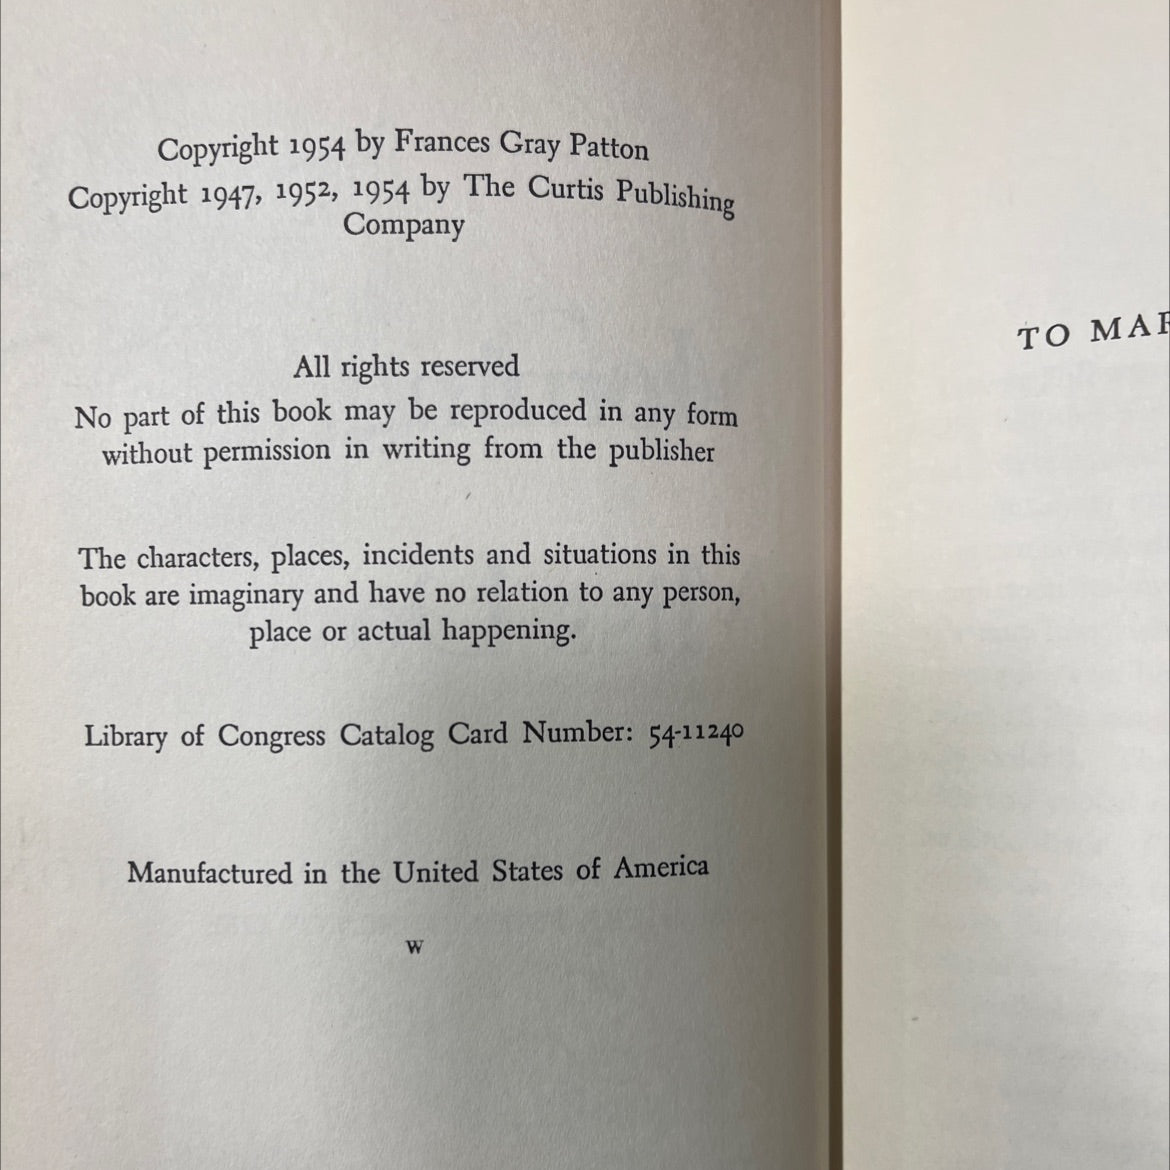 Copyright 1954 by Frances Gray Patton
Copyright 1947, 1952, 1954 by The Curtis Publishing
Company
All rights reserved
No part of this book may be reproduced in any form
without permission in writing from the publisher
The characters, places, incidents and situations in this
book are imaginary and have no relation to any person,
place or actual happening.
Library of Congress Catalog Card Number: 54-11240
Manufactured in the United States of America
W
TO